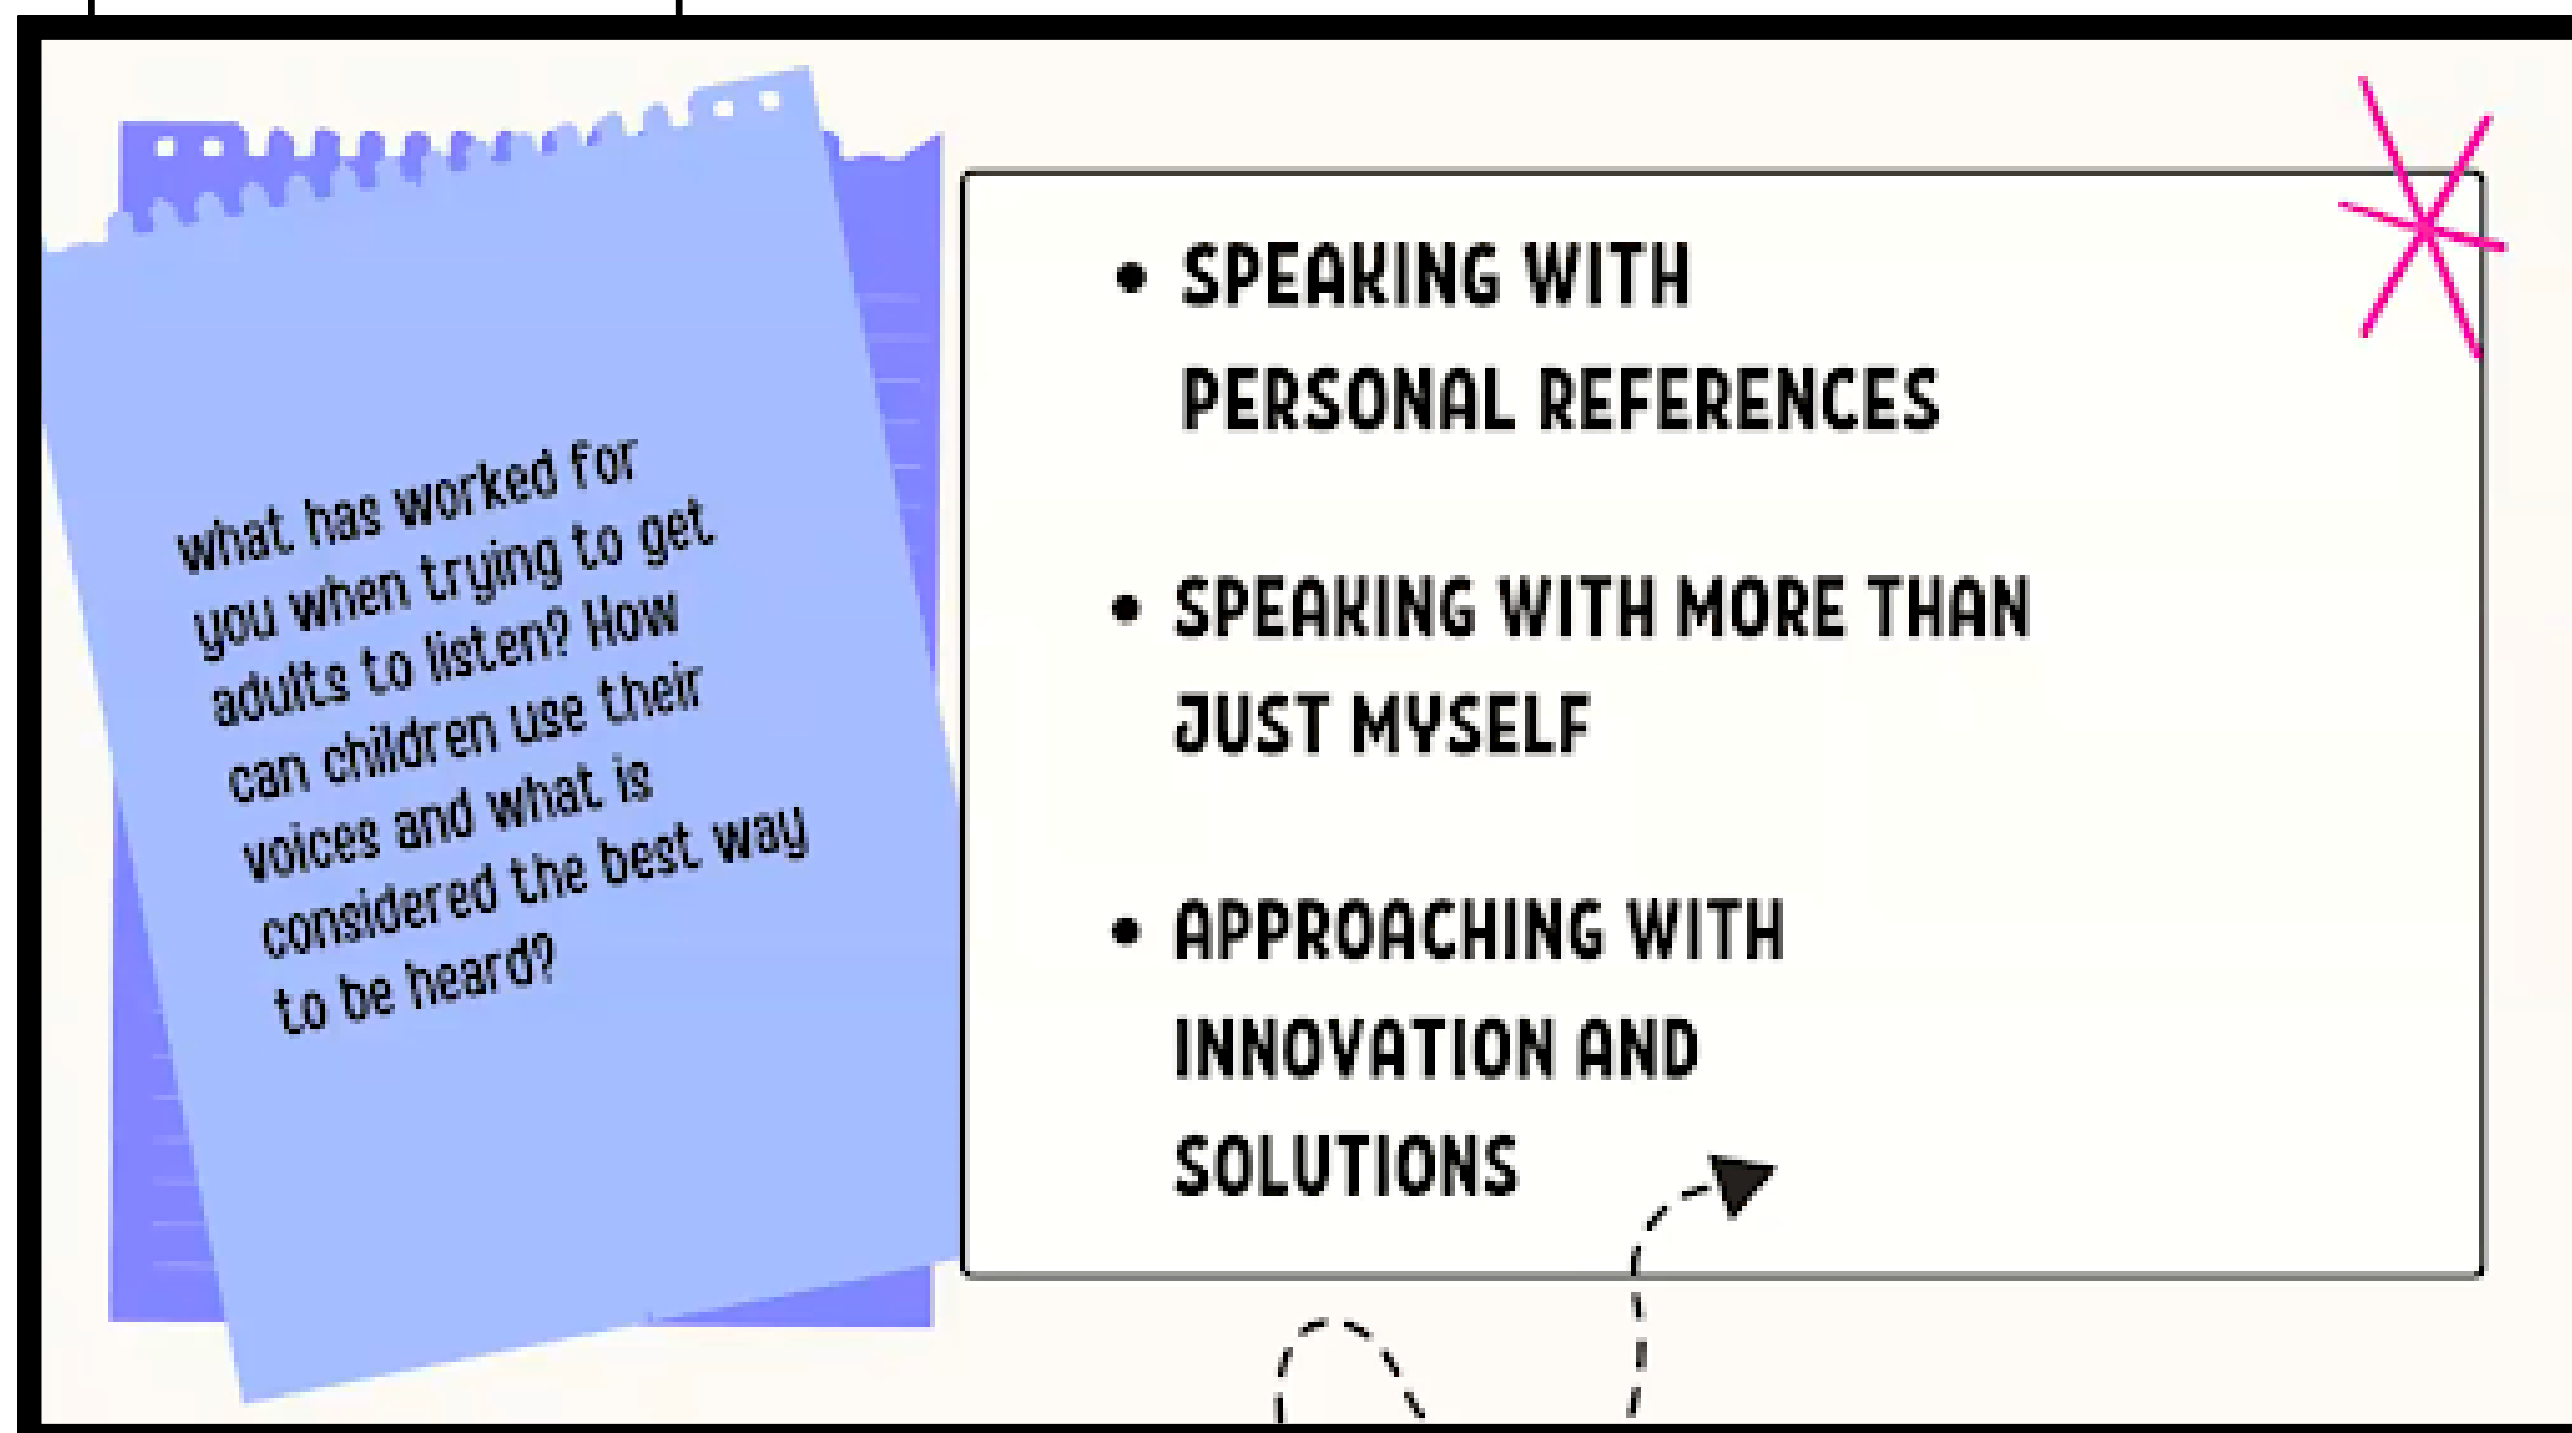 what has worked for
you when trying to get
adults to listen? How
can children use their
voices and what is
considered the best way
to be heard?
• SPEAKING WITH
PERSONAL REFERENCES
• SPEAKING WITH MORE THAN
JUST MYSELF
• APPROACHING WITH
INNOVATION AND
SOLUTIONS